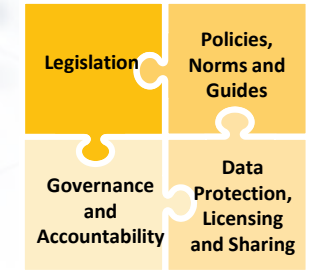 Legislation
Policies,
Norms and
Guides
Governance
and
Accountability
Data
Protection,
Licensing
and Sharing